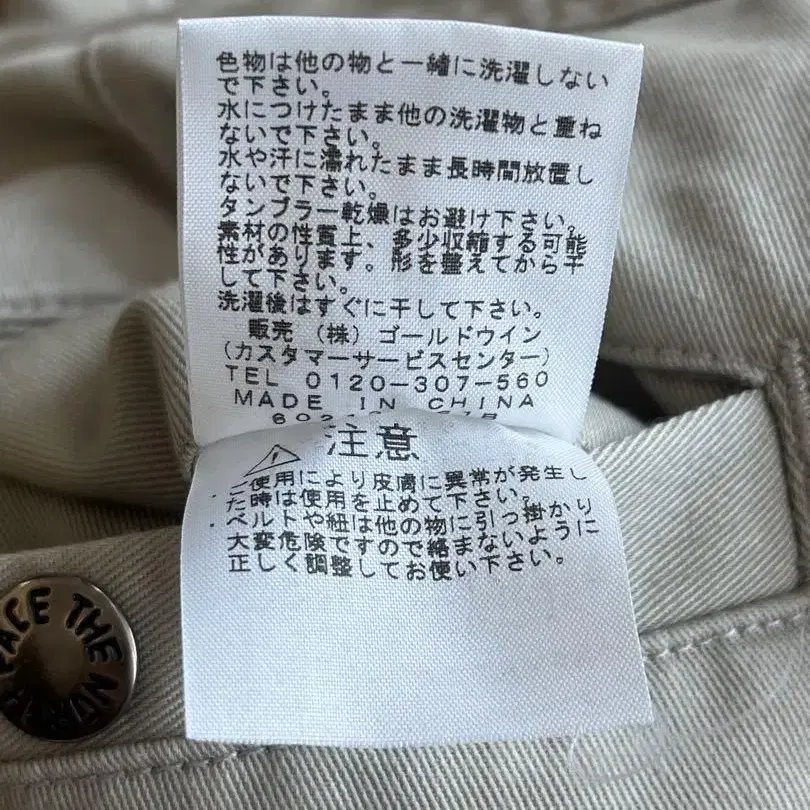 色物は他の物と一緒に洗濯しない
で下さい。
水につけたまま他の洗濯物と重ね
ないで下さい。
水や汗に濡れたまま長時間放置し
ないで下さい。
タンブラー乾燥はお避け下さい。
素材の性質上、多少収縮する可能
性があります。形を整えてから干
して下さい。
洗濯後はすぐに干して下さい。
販売 (株) ゴールドウイン
(カスタマーサービスセンター)
TEL 0120-307-560
MADE IN CHINA
注意
・ご使用により皮膚に異常が発生し
た時は使用を止めて下さい。
・ベルトや紐は他の物に引っ掛かり
大変危険ですので絡まないように
正しく調整してお使い下さい。
THE NORTH FACE